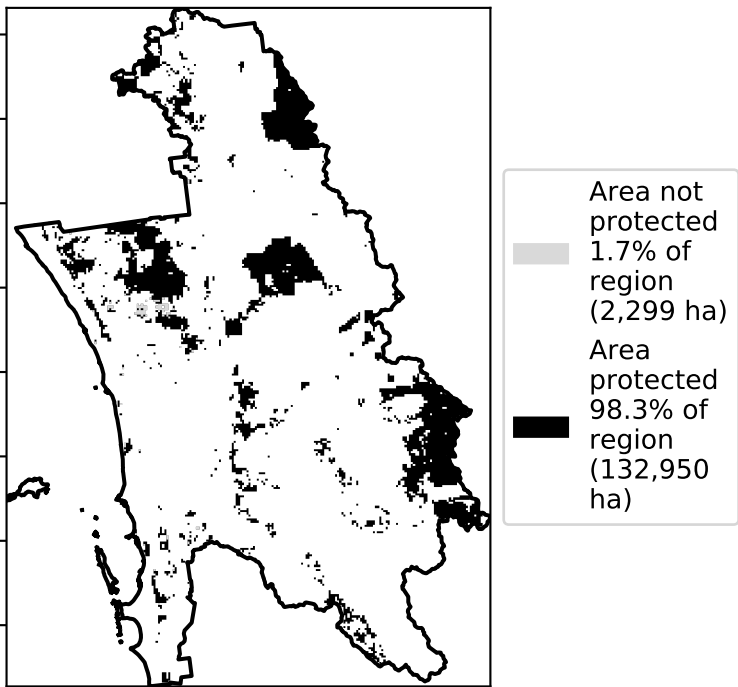 Area not
protected
1.7% of
region
(2,299 ha)
Area
protected
98.3% of
region
(132,950
ha)